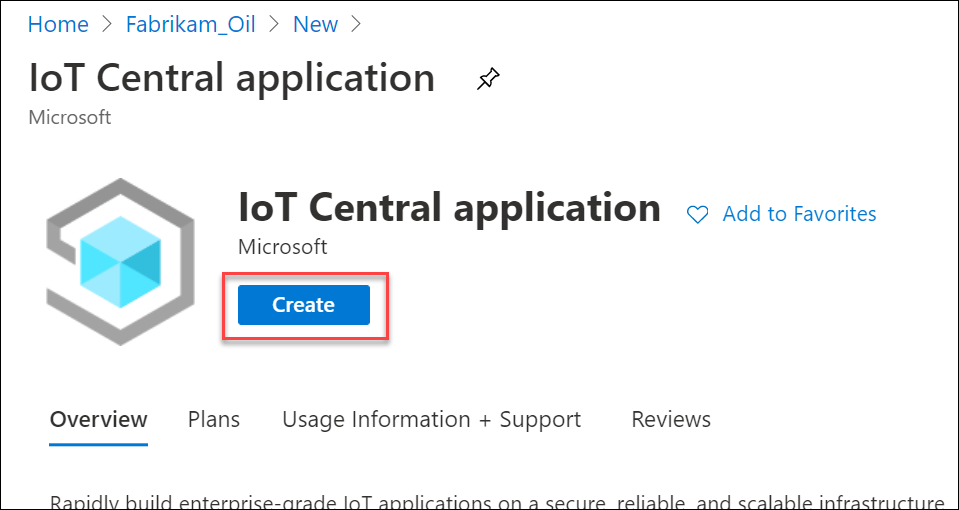 Home > Fabrikam_Oil > New >
IoT Central application
Microsoft
IoT Central application
Add to Favorites
Microsoft
Create
Overview Plans Usage Information + Support Reviews
Rapidly build enterprise-grade IoT applications on a secure, reliable, and scalable infrastructure